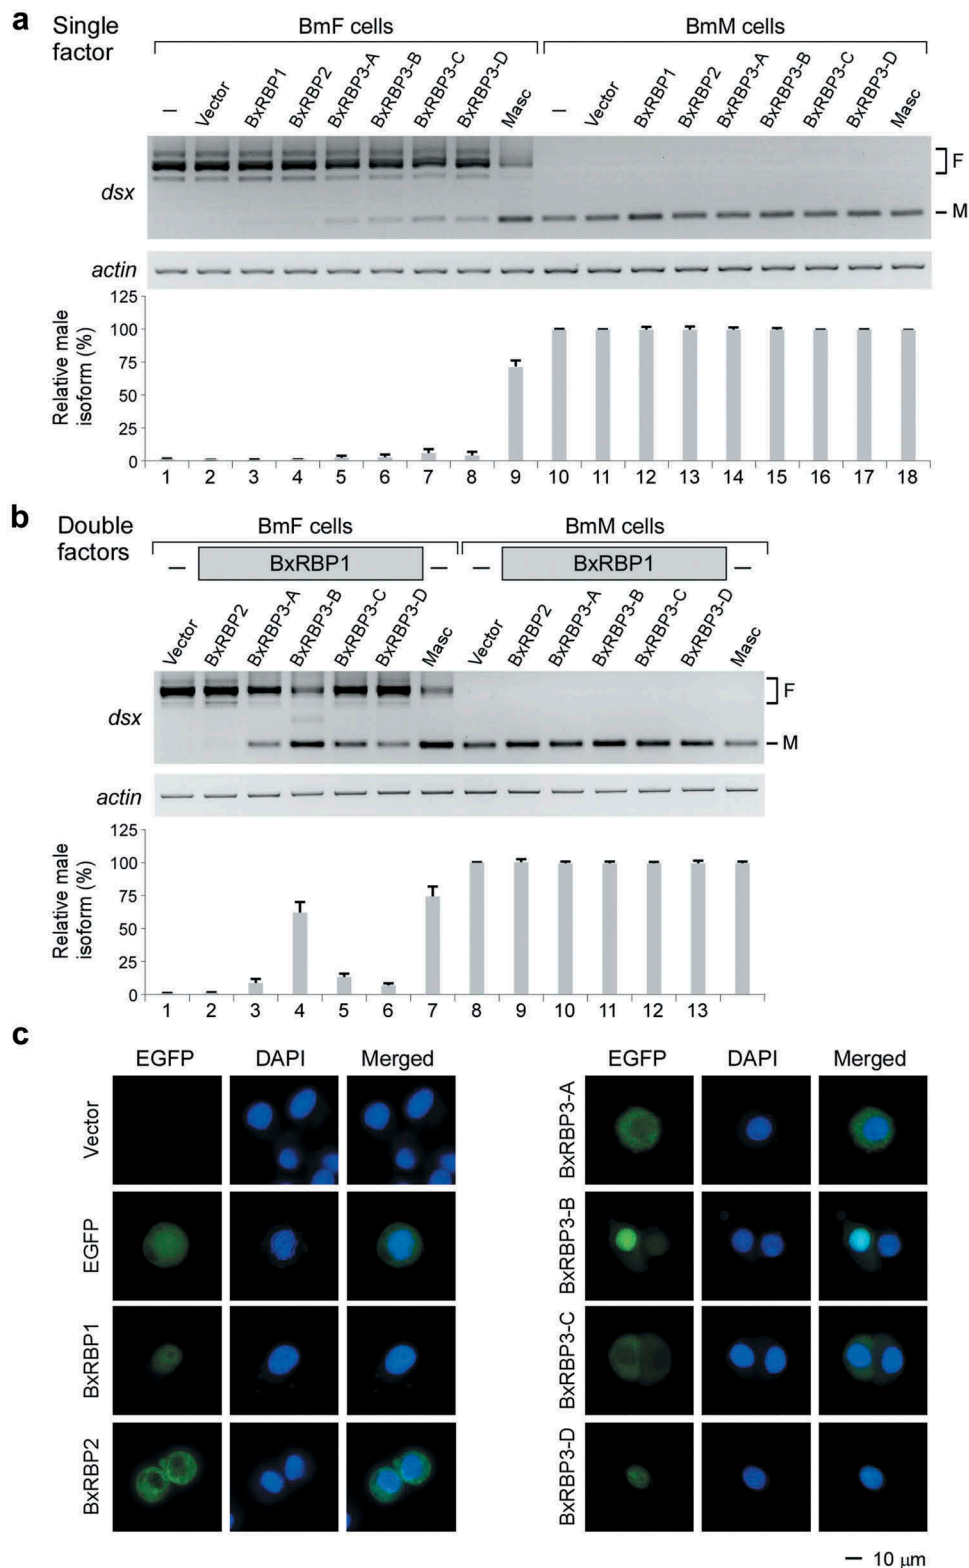 a Single factor
BmF cells BmM cells
— Vector BxRBP1 BxRBP2 BxRBP3-A BxRBP3-B BxRBP3-C BxRBP3-D Masc — Vector BxRBP1 BxRBP2 BxRBP3-A BxRBP3-B BxRBP3-C BxRBP3-D Masc
dsx
F
M
actin
Relative male isoform (%)
125
100
75
50
25
0
1 2 3 4 5 6 7 8 9 10 11 12 13 14 15 16 17 18
b Double factors
BmF cells BmM cells
— BxRBP1 — — BxRBP1 —
Vector BxRBP2 BxRBP3-A BxRBP3-B BxRBP3-C BxRBP3-D Masc Vector BxRBP2 BxRBP3-A BxRBP3-B BxRBP3-C BxRBP3-D Masc
dsx
F
M
actin
Relative male isoform (%)
125
100
75
50
25
0
1 2 3 4 5 6 7 8 9 10 11 12 13
c
EGFP DAPI Merged EGFP DAPI Merged
Vector
EGFP
BxRBP1
BxRBP2
BxRBP3-A
BxRBP3-B
BxRBP3-C
BxRBP3-D
10 μm